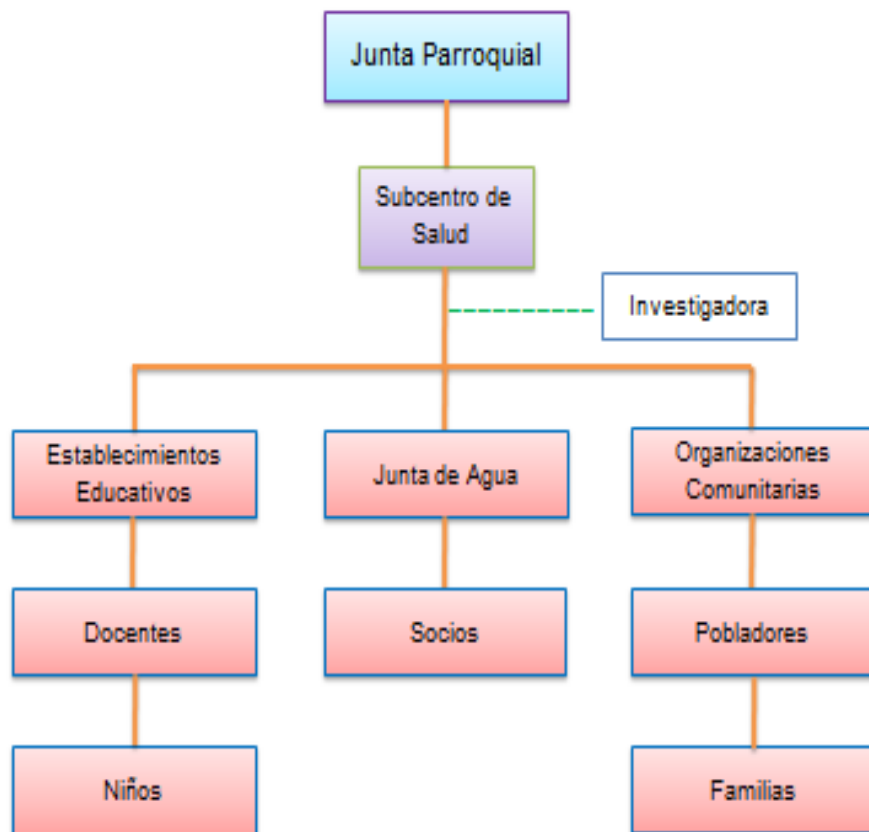 Junta Parroquial
Subcentro de
Salud
Investigadora
Establecimientos
Educativos
Junta de Agua
Organizaciones
Comunitarias
Docentes
Socios
Pobladores
Niños
Familias